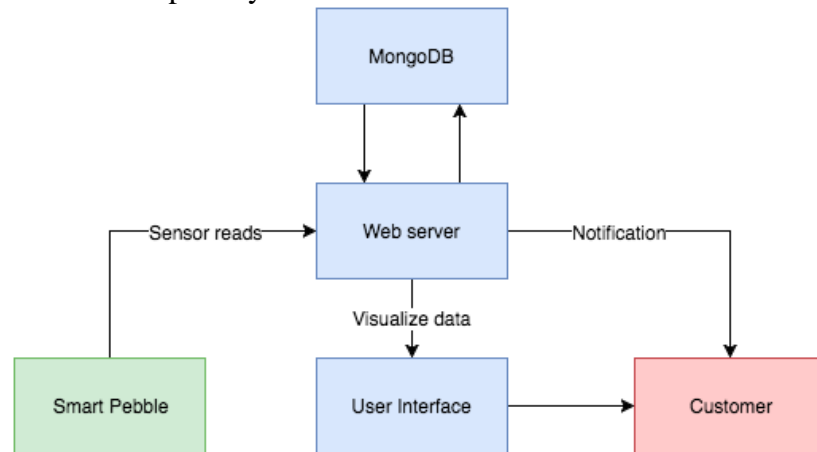 MongoDB
Sensor reads
Web server
Notification
Visualize data
Smart Pebble
User Interface
Customer